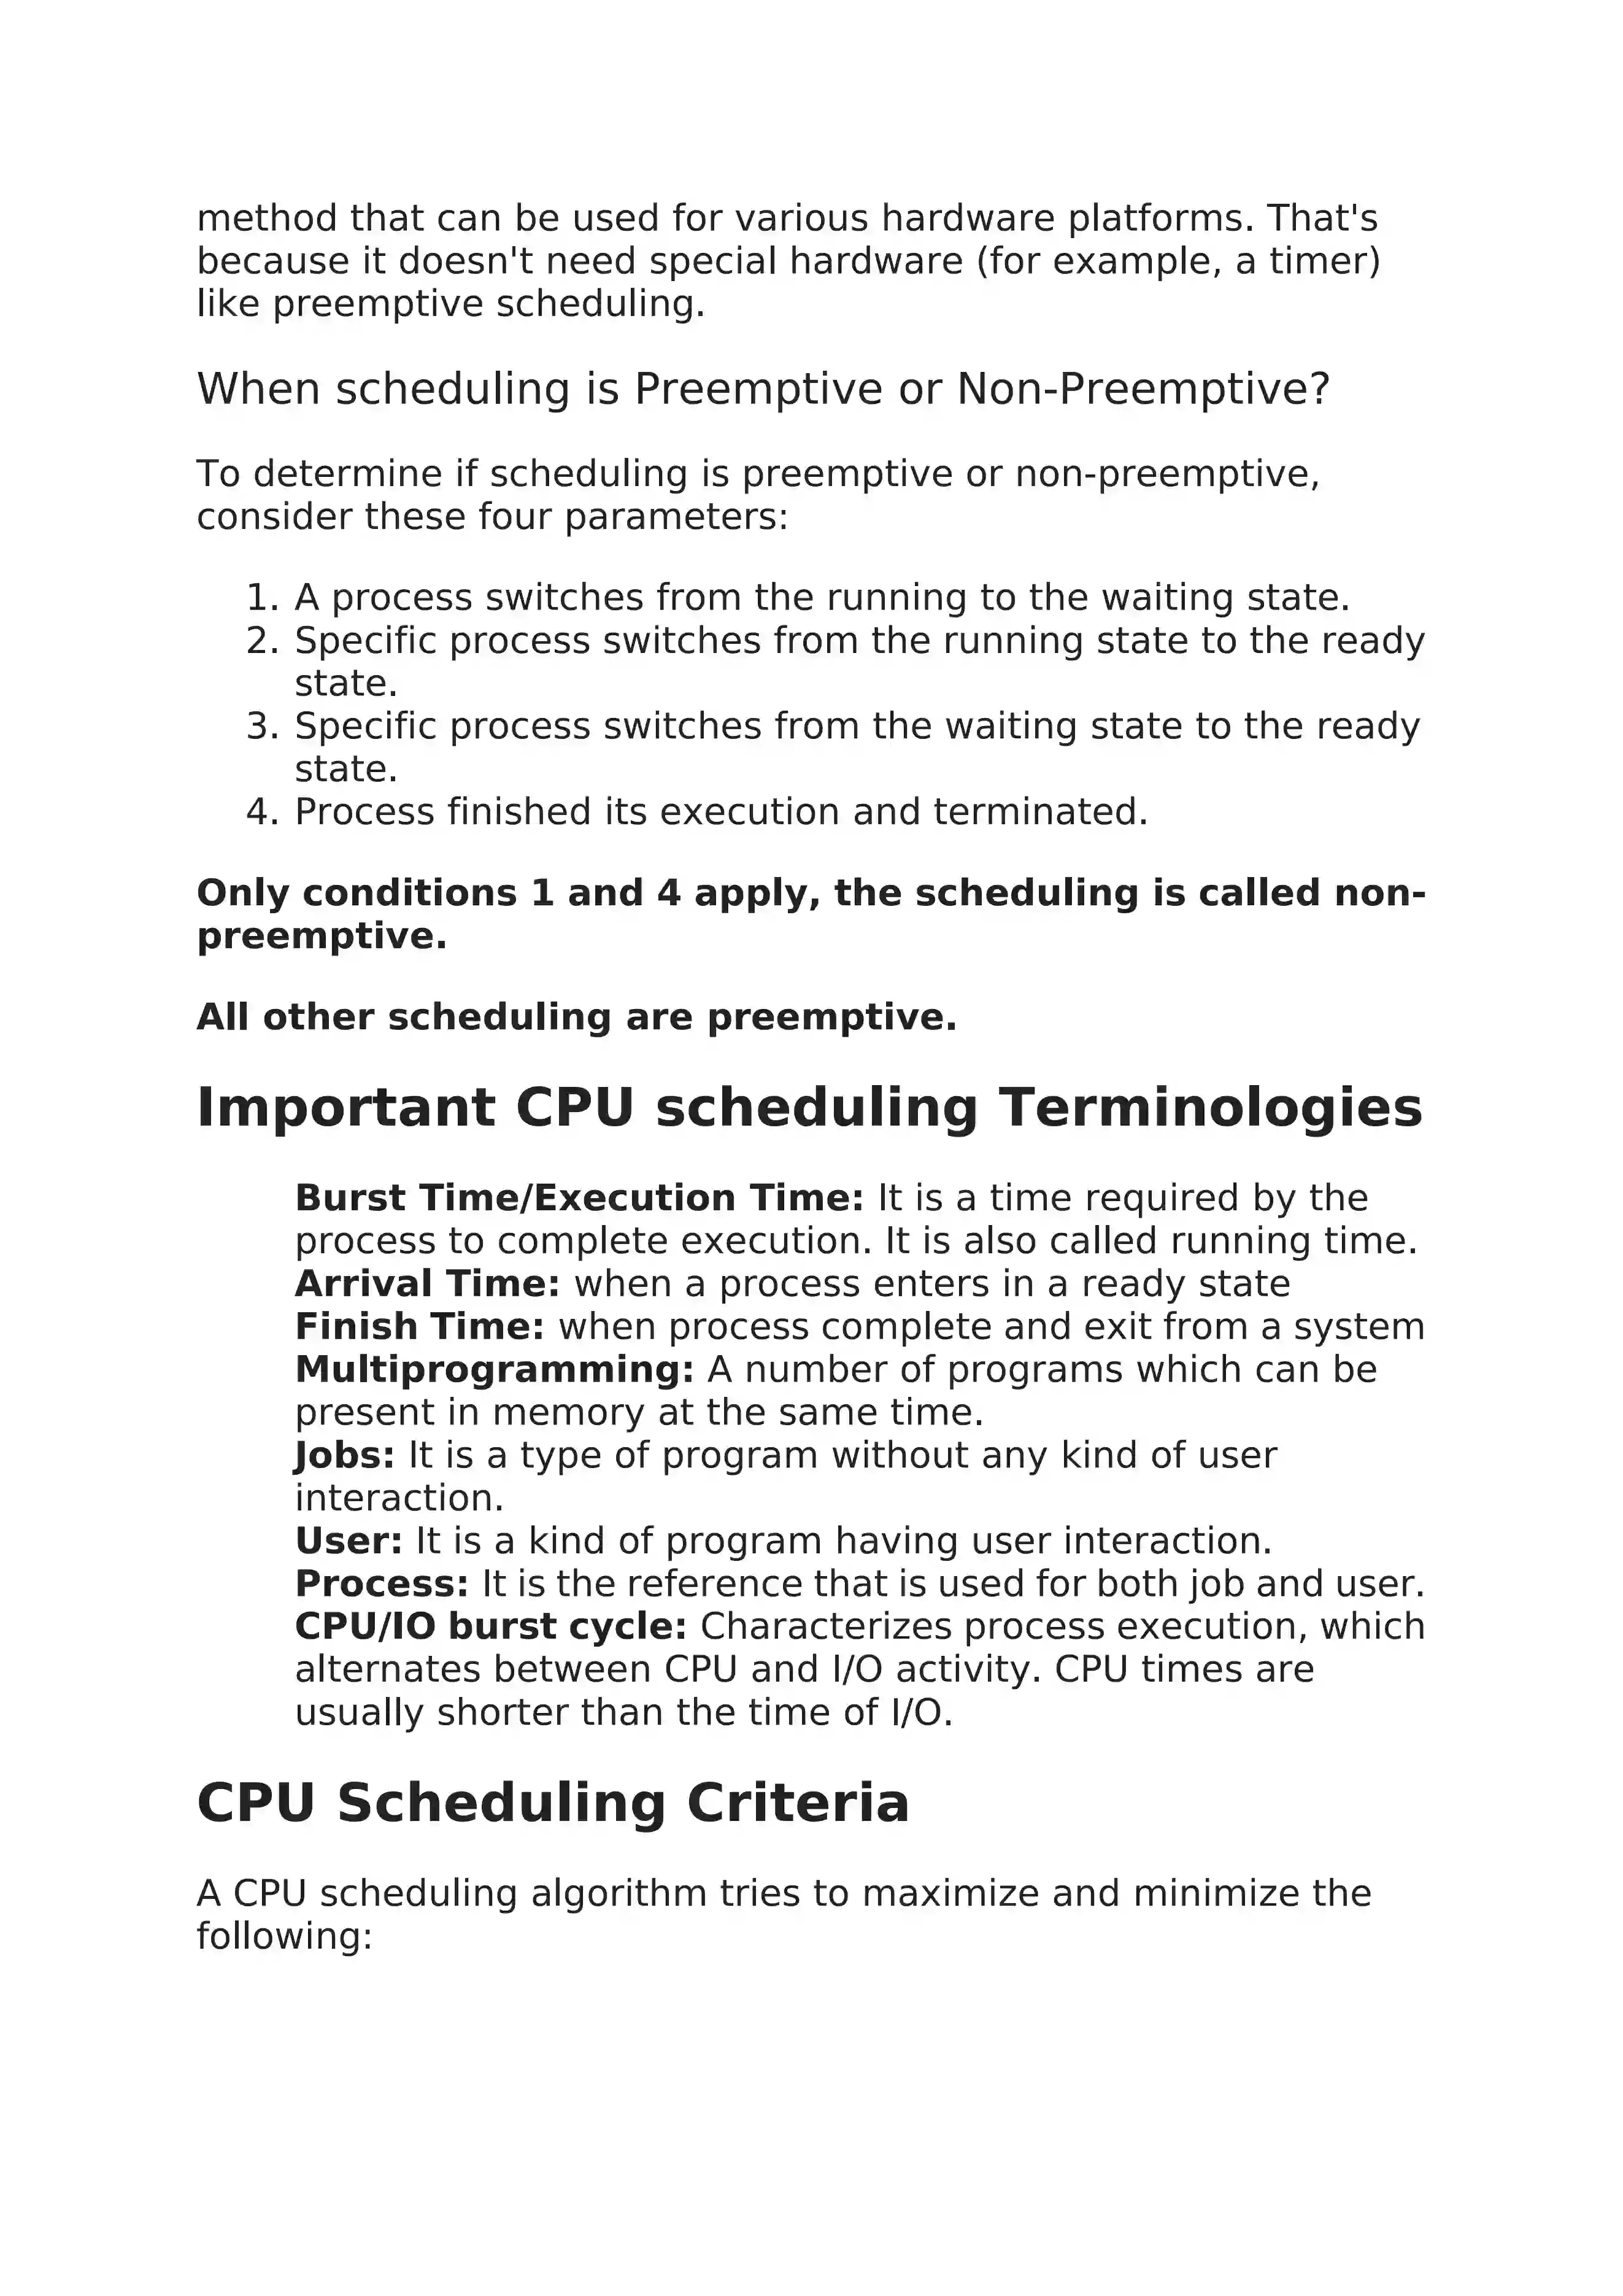 method that can be used for various hardware platforms. That's
because it doesn't need special hardware (for example, a timer)
like preemptive scheduling.
When scheduling is Preemptive or Non-Preemptive?
To determine if scheduling is preemptive or non-preemptive,
consider these four parameters:
1. A process switches from the running to the waiting state.
2. Specific process switches from the running state to the ready
state.
3. Specific process switches from the waiting state to the ready
state.
4. Process finished its execution and terminated.
Only conditions 1 and 4 apply, the scheduling is called non-
preemptive.
All other scheduling are preemptive.
Important CPU scheduling Terminologies
Burst Time/Execution Time: It is a time required by the
process to complete execution. It is also called running time.
Arrival Time: when a process enters in a ready state
Finish Time: when process complete and exit from a system
Multiprogramming: A number of programs which can be
present in memory at the same time.
Jobs: It is a type of program without any kind of user
interaction.
User: It is a kind of program having user interaction.
Process: It is the reference that is used for both job and user.
CPU/IO burst cycle: Characterizes process execution, which
alternates between CPU and I/O activity. CPU times are
usually shorter than the time of I/O.
CPU Scheduling Criteria
A CPU scheduling algorithm tries to maximize and minimize the
following: